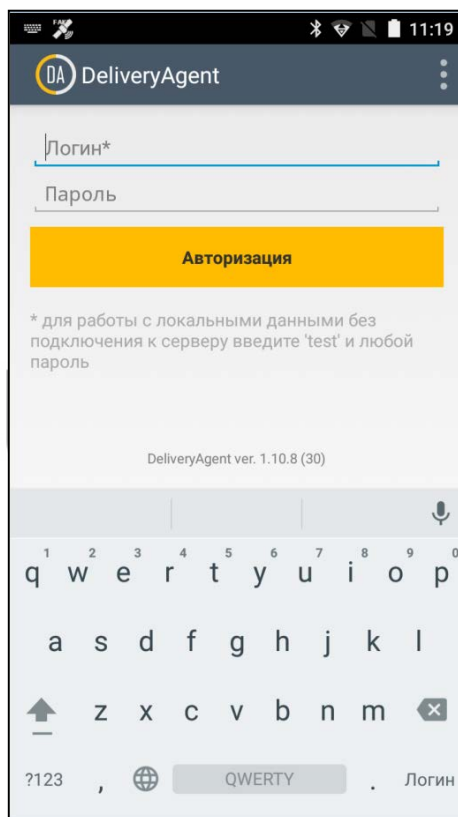 11:19
DA DeliveryAgent
Логин*
Пароль
Авторизация
* для работы с локальными данными без
подключения к серверу введите 'test' и любой
пароль
DeliveryAgent ver. 1.10.8 (30)
1 2 3 4 5 6 7 8 9 0
q w e r t y u i o p
a s d f g h j k l
z x c v b n m
?123 , QWERTY . Логин